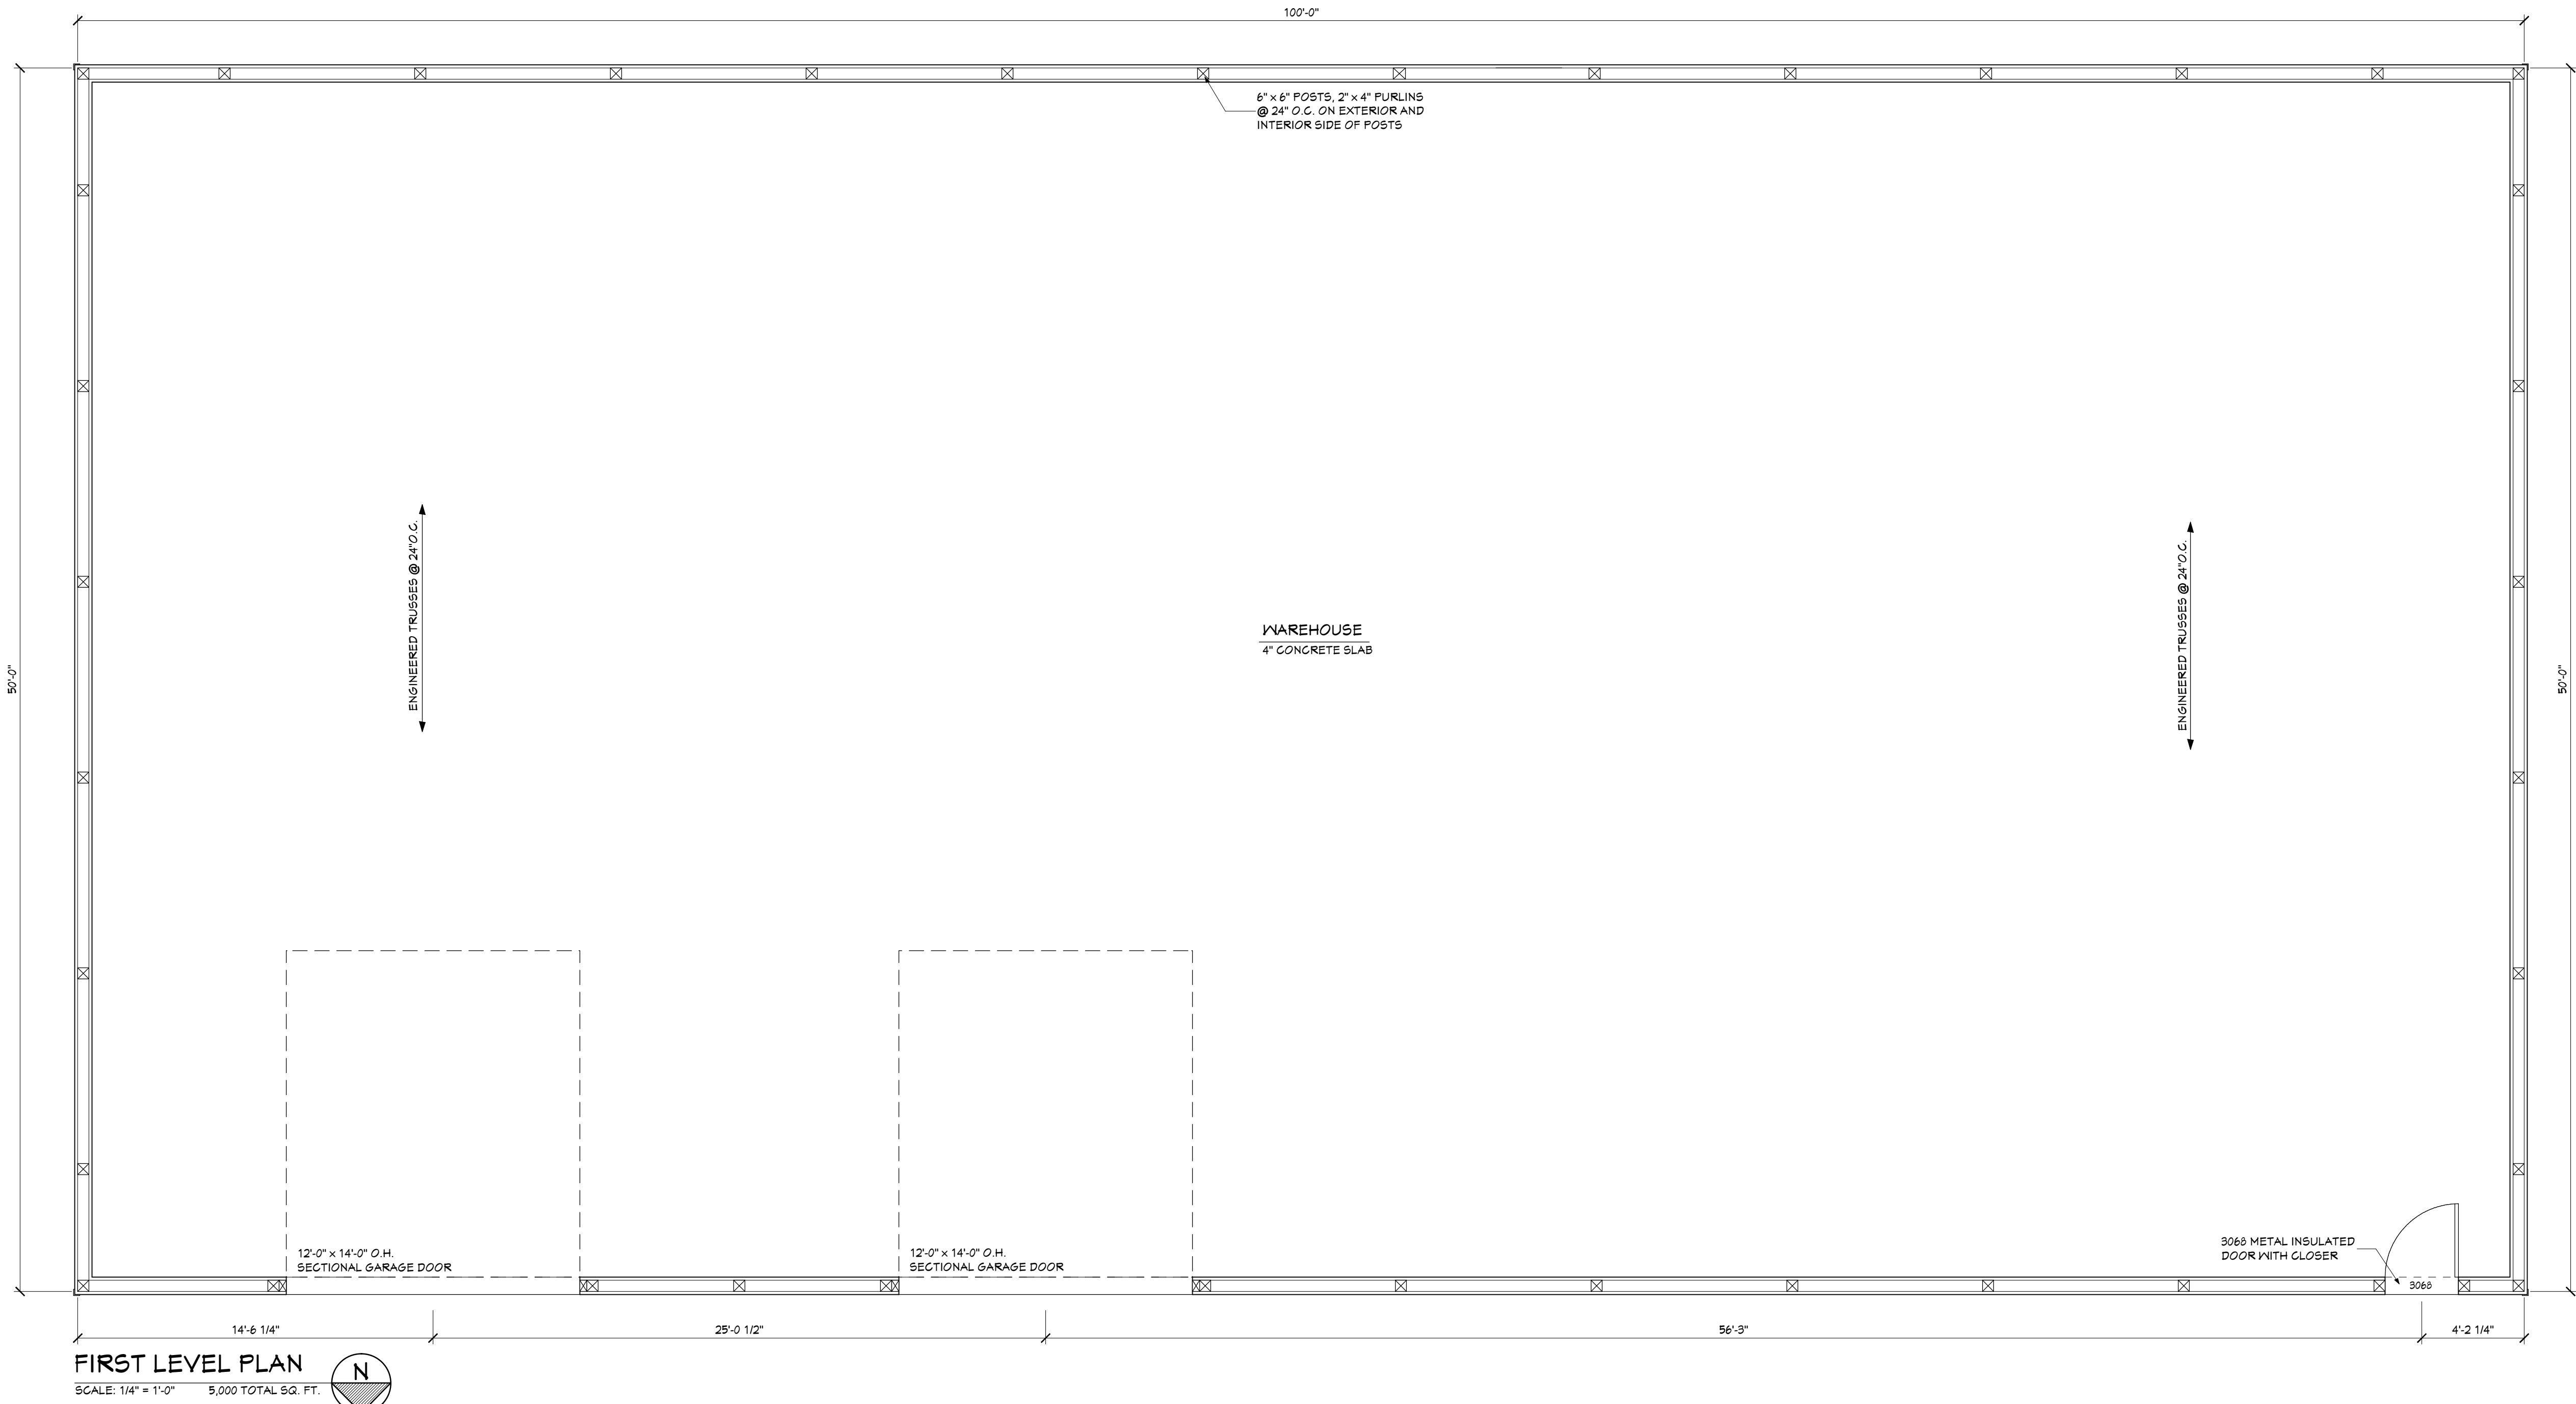 100'-0"
6" x 6" POSTS, 2" x 4" PURLINS
@ 24" O.C. ON EXTERIOR AND
INTERIOR SIDE OF POSTS
50'-0"
ENGINEERED TRUSSES @ 24"O.C.
WAREHOUSE
4" CONCRETE SLAB
ENGINEERED TRUSSES @ 24"O.C.
50'-0"
12'-0" x 14'-0" O.H.
SECTIONAL GARAGE DOOR
12'-0" x 14'-0" O.H.
SECTIONAL GARAGE DOOR
3068 METAL INSULATED
DOOR WITH CLOSER
3068
14'-6 1/4"
25'-0 1/2"
56'-3"
4'-2 1/4"
FIRST LEVEL PLAN
SCALE: 1/4" = 1'-0"
5,000 TOTAL SQ. FT.
N